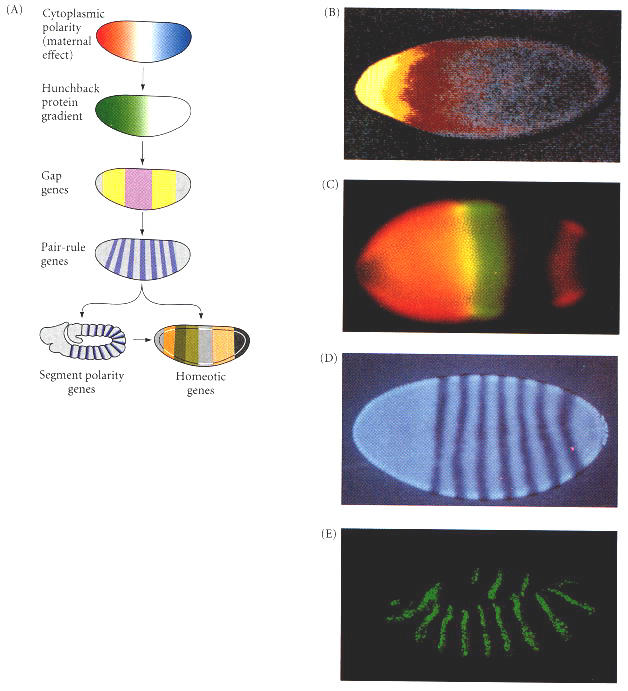 (A)
Cytoplasmic
polarity
(maternal
effect)
Hunchback
protein
gradient
Gap
genes
Pair-rule
genes
Segment polarity
genes
Homeotic
genes
(B)
(C)
(D)
(E)